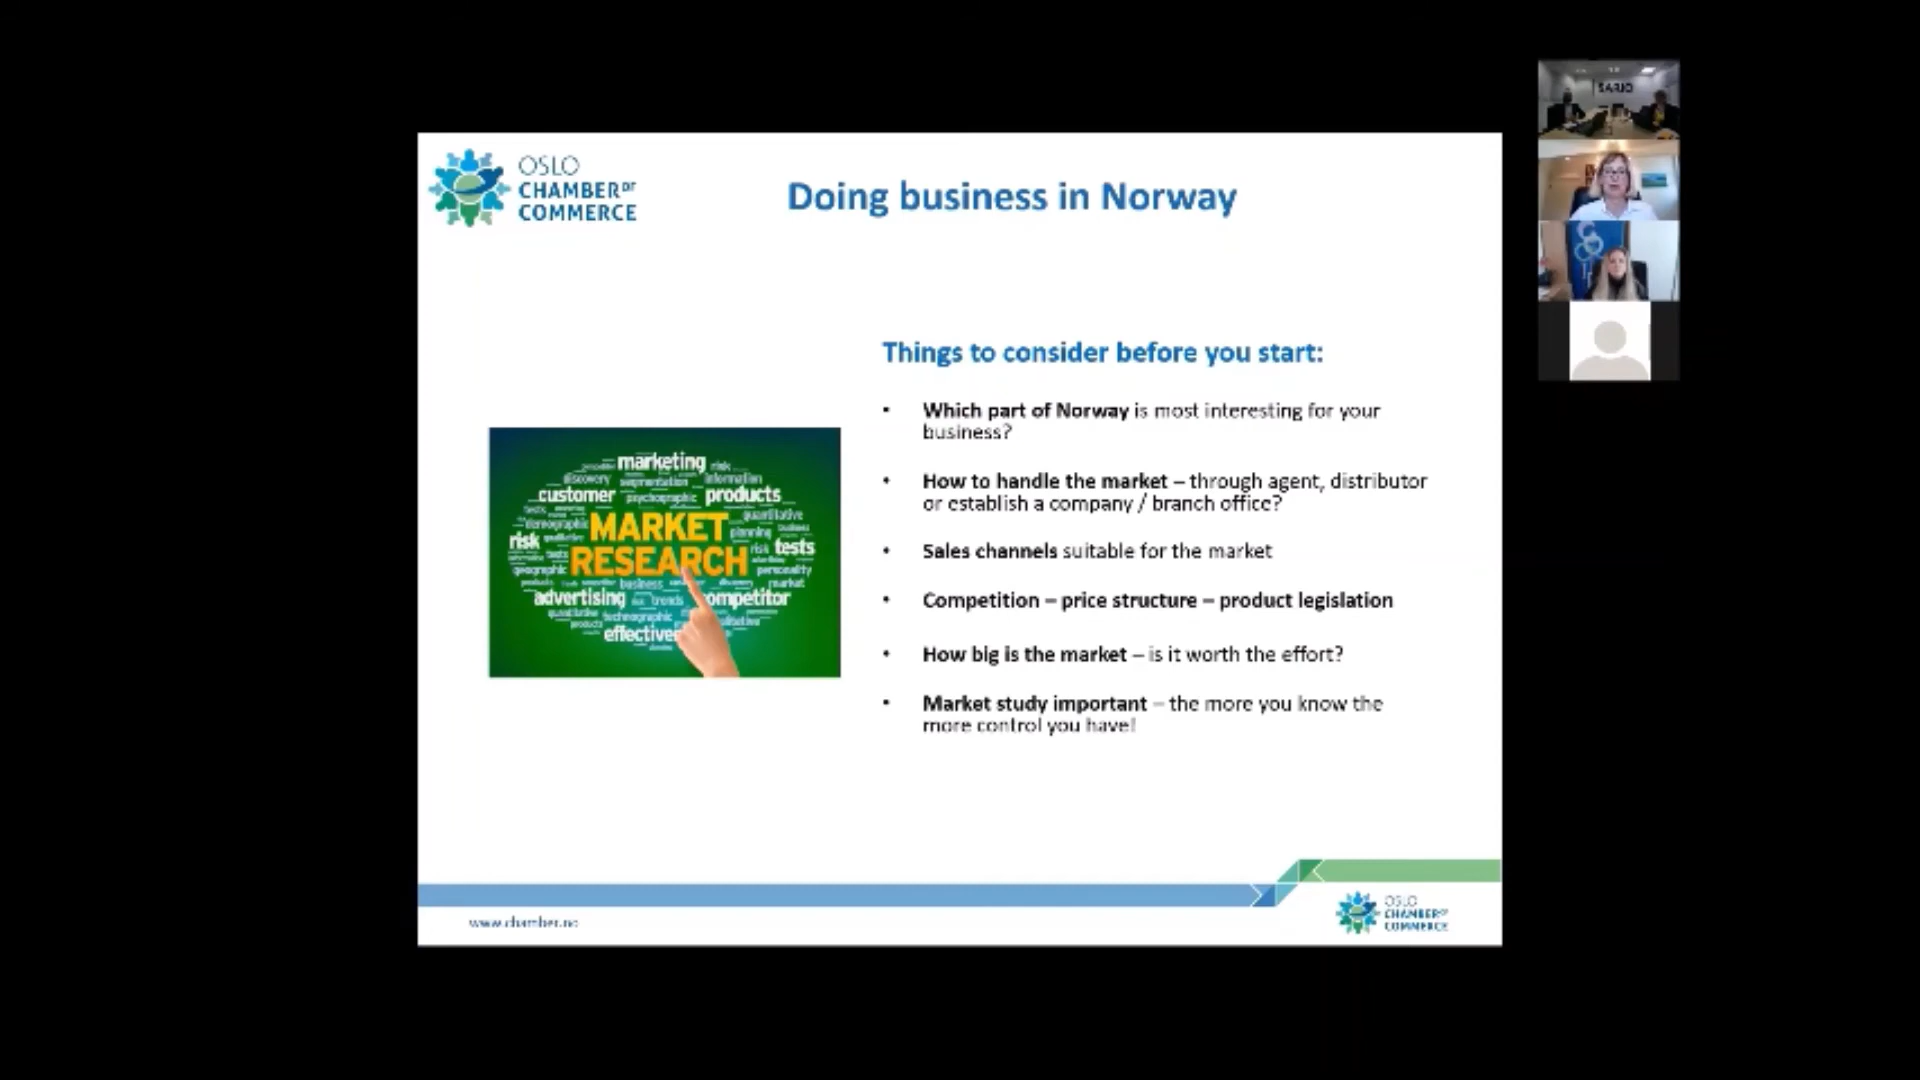 OSLO
CHAMBER OF
COMMERCE
Doing business in Norway
SARIO
Things to consider before you start:
• Which part of Norway is most interesting for your
business?
• How to handle the market – through agent, distributor
or establish a company / branch office?
• Sales channels suitable for the market
• Competition – price structure – product legislation
• How big is the market – is it worth the effort?
• Market study important – the more you know the
more control you have!
marketing risk
discovery segmentation information
customer psychographic products
tests quantitative
demographic MARKET planning business
risk qualitative risk tests
tests RESEARCH
geographic personality
products business discovery market
advertising trends competitor
quantitative technographic
products
effective
www.chamber.no
OSLO
CHAMBER OF
COMMERCE